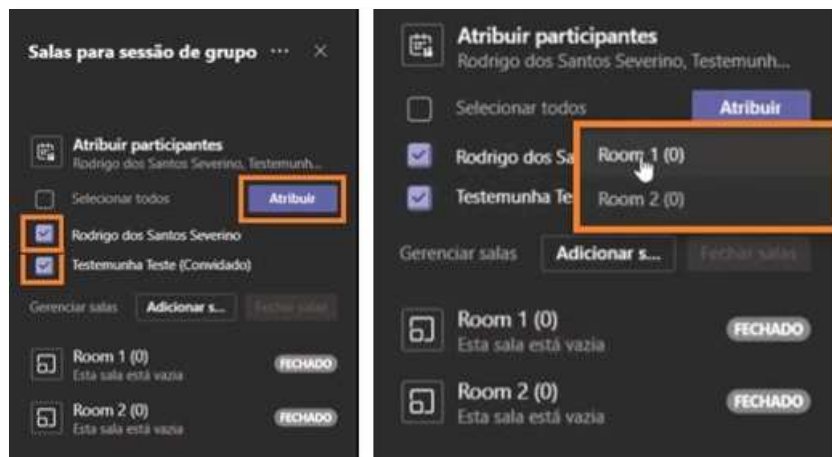 Salas para sessão de grupo ... ×
Atribuir participantes
Rodrigo dos Santos Severino, Testemunh...
Selecionar todos
Atribuir
Rodrigo dos Santos Severino
Testemunha Teste (Convidado)
Gerenciar salas
Adicionar s...
Fechar salas
Room 1 (0)
Esta sala está vazia
FECHADO
Room 2 (0)
Esta sala está vazia
FECHADO
Atribuir participantes
Rodrigo dos Santos Severino, Testemunh...
Selecionar todos
Atribuir
Rodrigo dos Sa
Room 1 (0)
Testemunha Te
Room 2 (0)
Gerenciar salas
Adicionar s...
Fechar salas
Room 1 (0)
Esta sala está vazia
FECHADO
Room 2 (0)
Esta sala está vazia
FECHADO